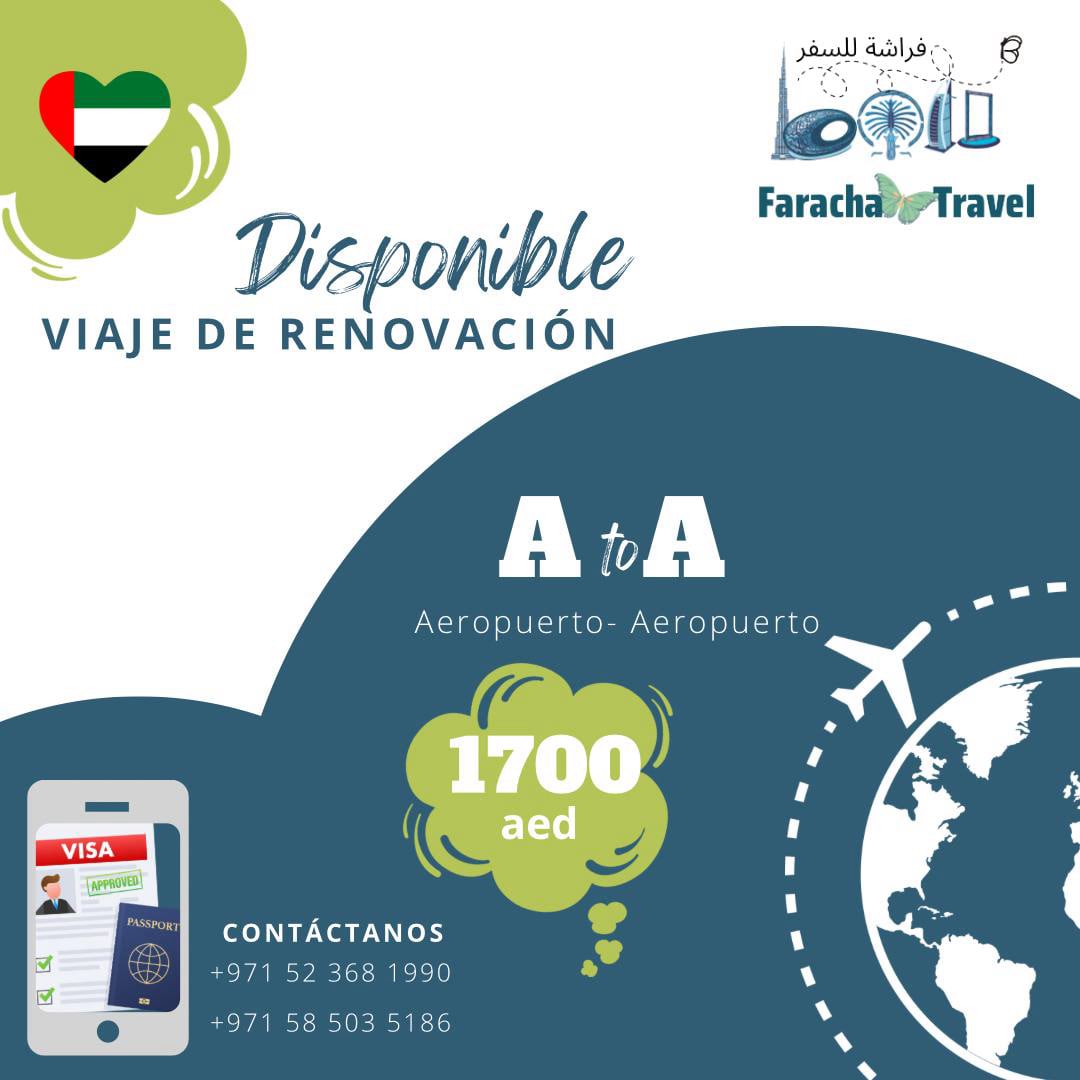 فراشة للسفر
Faracha Travel
Disponible
VIAJE DE RENOVACIÓN
A to A
Aeropuerto- Aeropuerto
1700
aed
VISA
APPROVED
PASSPORT
CONTÁCTANOS
+971 52 368 1990
+971 58 503 5186